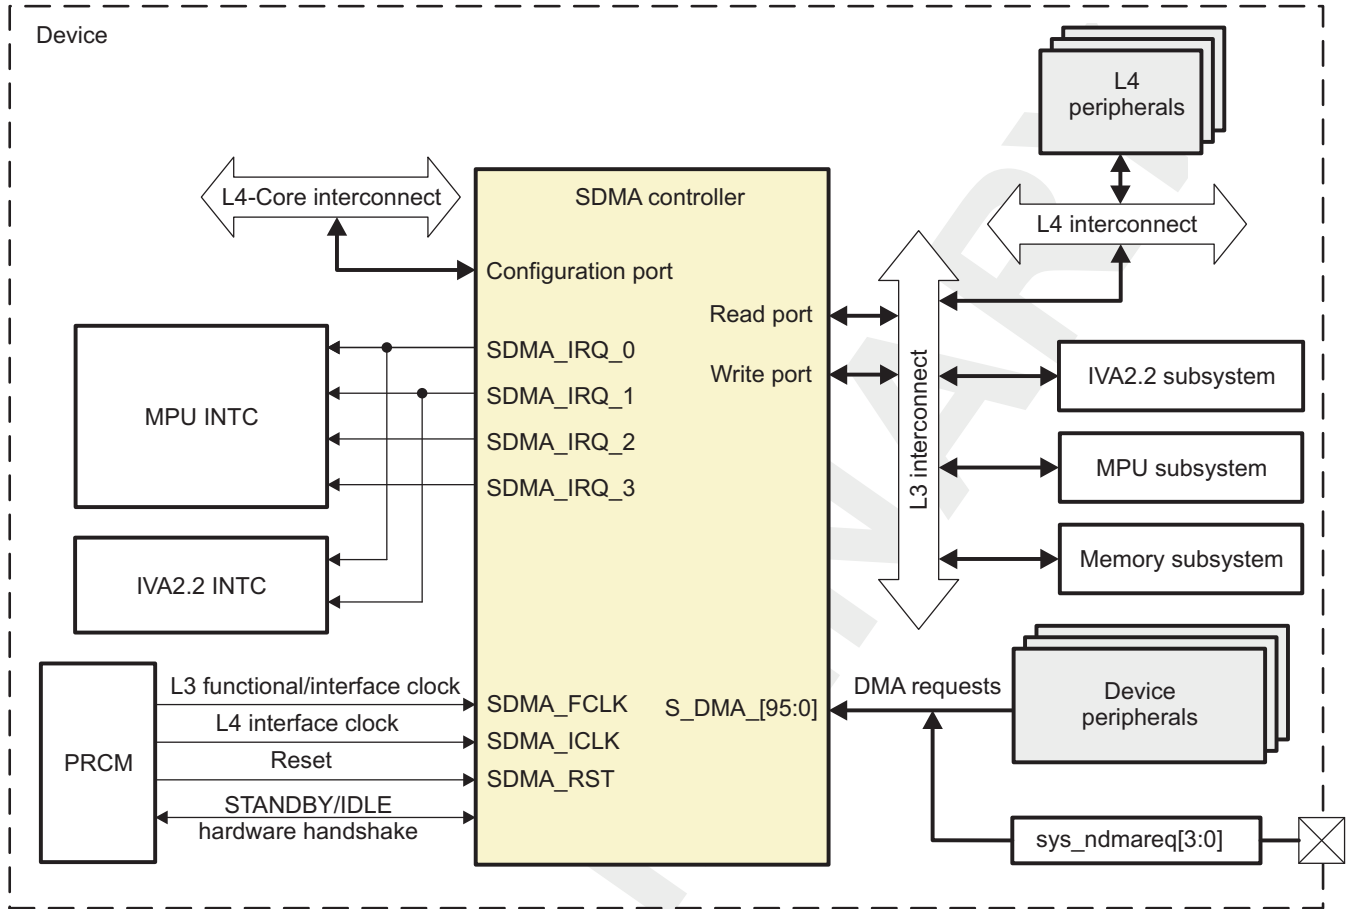 Device
L4
peripherals
L4-Core interconnect
SDMA controller
L4 interconnect
Configuration port
Read port
Write port
L3 interconnect
SDMA_IRQ_0
SDMA_IRQ_1
SDMA_IRQ_2
SDMA_IRQ_3
MPU INTC
IVA2.2 INTC
IVA2.2 subsystem
MPU subsystem
Memory subsystem
PRCM
L3 functional/interface clock
L4 interface clock
Reset
STANDBY/IDLE
hardware handshake
SDMA_FCLK
SDMA_ICLK
SDMA_RST
S_DMA_[95:0]
DMA requests
Device
peripherals
sys_ndmareq[3:0]